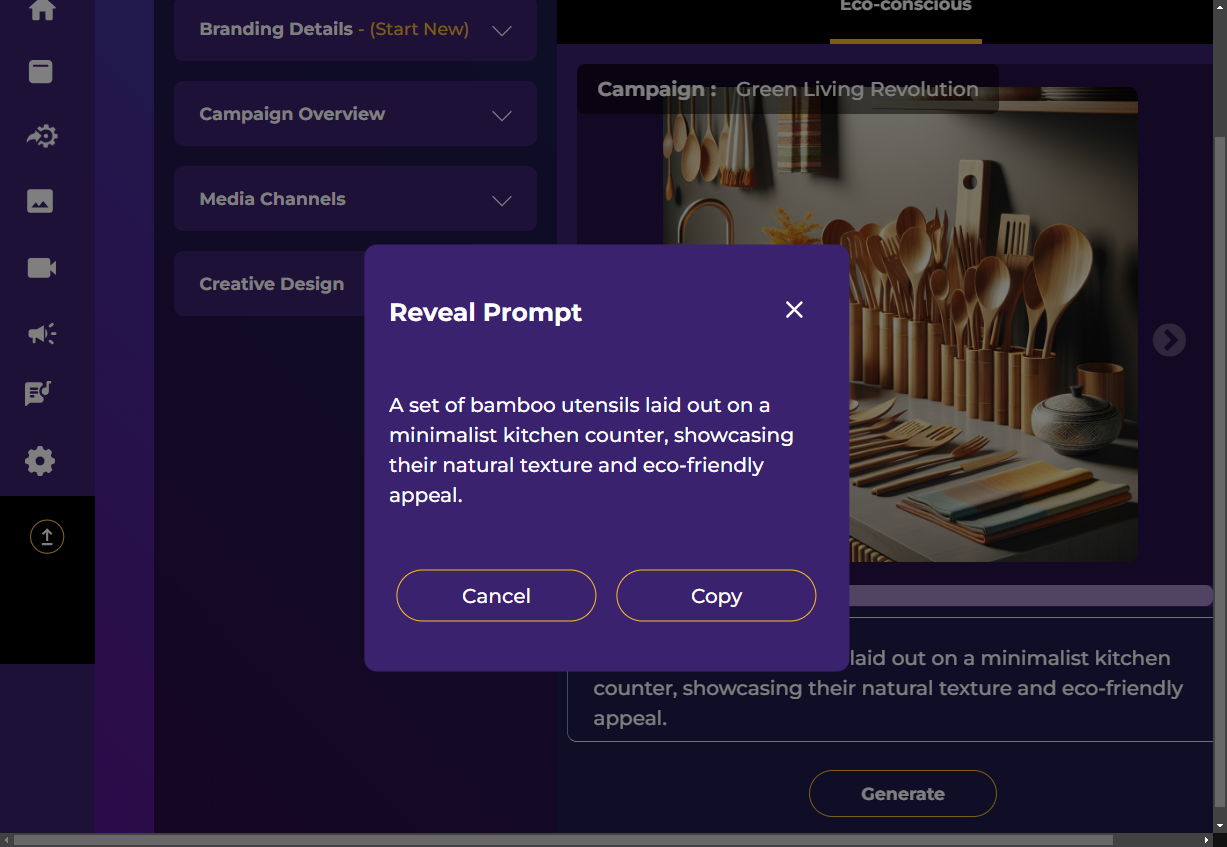 Eco-conscious
Branding Details - (Start New)
Campaign : Green Living Revolution
Campaign Overview
Media Channels
Creative Design
Reveal Prompt
A set of bamboo utensils laid out on a
minimalist kitchen counter, showcasing
their natural texture and eco-friendly
appeal.
Cancel
Copy
laid out on a minimalist kitchen
counter, showcasing their natural texture and eco-friendly
appeal.
Generate